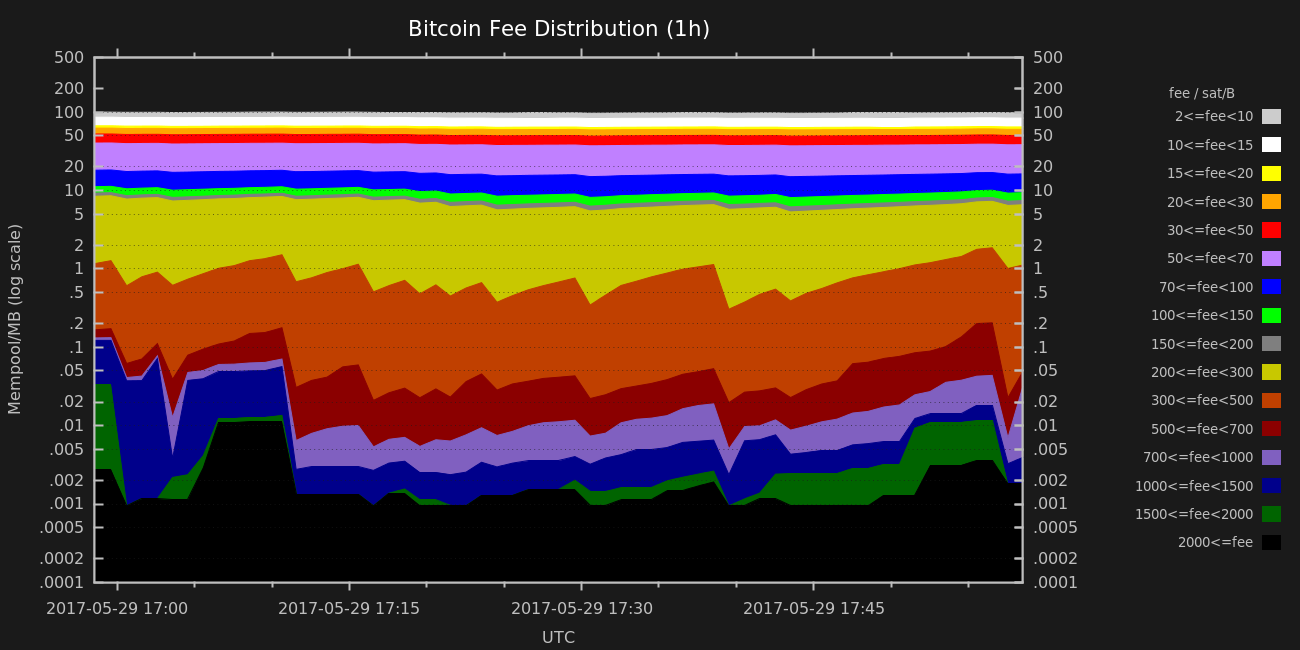 Bitcoin Fee Distribution (1h)
500 500
200 200
100 100
50 50
20 20
10 10
5 5
2 2
1 1
.5 .5
.2 .2
.1 .1
.05 .05
.02 .02
.01 .01
.005 .005
.002 .002
.001 .001
.0005 .0005
.0002 .0002
.0001 .0001
Mempool/MB (log scale)
2017-05-29 17:00 2017-05-29 17:15 2017-05-29 17:30 2017-05-29 17:45
UTC
fee / sat/B
2<=fee<10
10<=fee<15
15<=fee<20
20<=fee<30
30<=fee<50
50<=fee<70
70<=fee<100
100<=fee<150
150<=fee<200
200<=fee<300
300<=fee<500
500<=fee<700
700<=fee<1000
1000<=fee<1500
1500<=fee<2000
2000<=fee